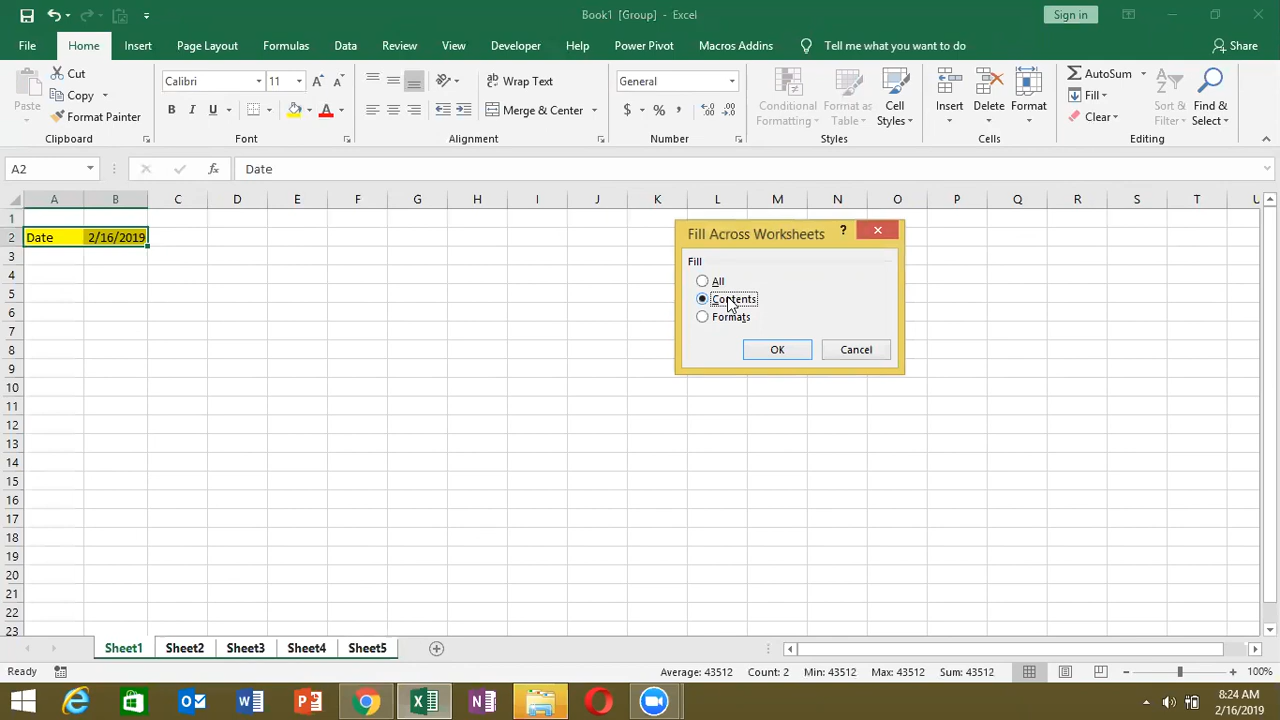 Book1 [Group] - Excel
Sign in
File Home Insert Page Layout Formulas Data Review View Developer Help Power Pivot Macros Addins Tell me what you want to do Share
Paste
Cut
Copy
Format Painter
Clipboard
Calibri 11
B I U
Font
Wrap Text
Merge & Center
Alignment
General
$ % ,
Number
Conditional Formatting
Format as Table
Cell Styles
Styles
Insert
Delete
Format
Cells
AutoSum
Fill
Clear
Sort & Filter
Find & Select
Editing
A2 fx Date
A B C D E F G H I J K L M N O P Q R S T U
1
2 Date 2/16/2019
3
4
5
6
7
8
9
10
11
12
13
14
15
16
17
18
19
20
21
22
23
Fill Across Worksheets ?
Fill
All
Contents
Formats
OK Cancel
Sheet1 Sheet2 Sheet3 Sheet4 Sheet5
Ready Average: 43512 Count: 2 Min: 43512 Max: 43512 Sum: 43512 100%
8:24 AM
2/16/2019